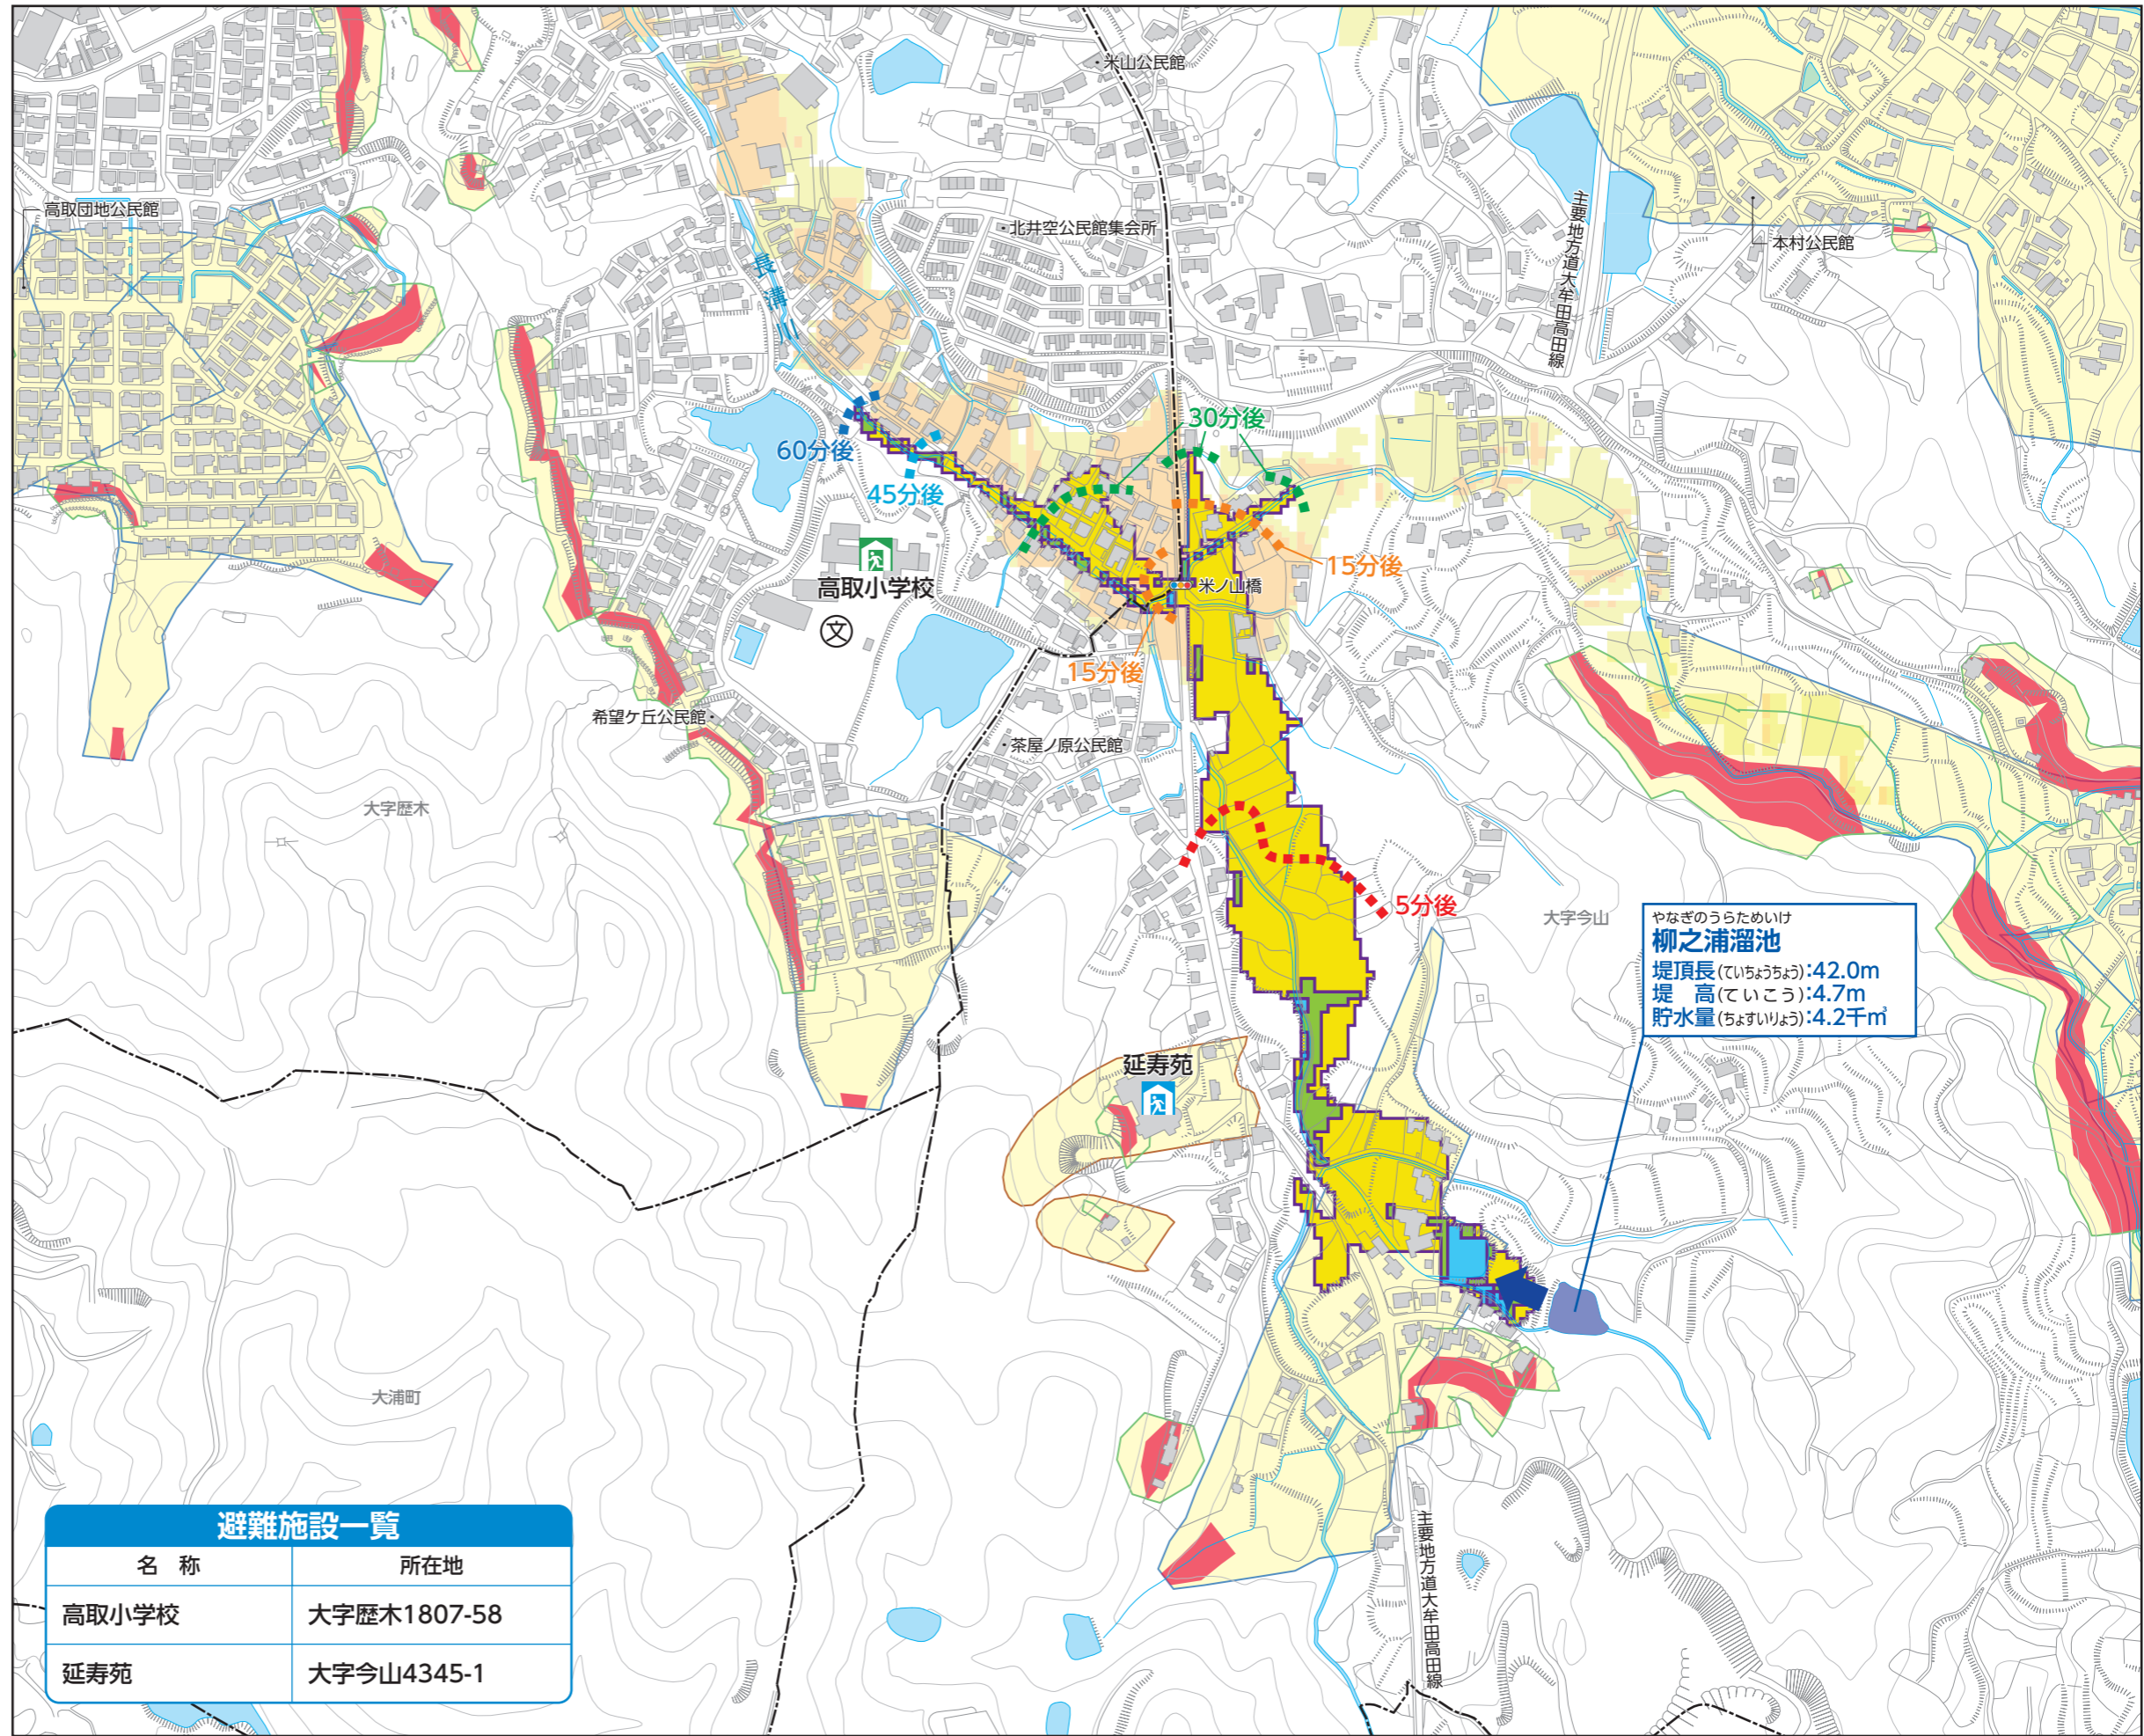 米山公民館
高取団地公民館
北井空公民館集会所
主要地方道大牟田高田線
本村公民館
長溝川
30分後
60分後
45分後
15分後
高取小学校
米ノ山橋
文
15分後
希望ケ丘公民館
茶屋ノ原公民館
大字歴木
5分後
大字今山
やなぎのうらためいけ
柳之浦溜池
堤頂長(ていちょうちょう):42.0m
堤　高(ていこう):4.7m
貯水量(ちょすいりょう):4.2千㎥
延寿苑
大浦町
主要地方道大牟田高田線
避難施設一覧
名　称　所在地
高取小学校　大字歴木1807-58
延寿苑　大字今山4345-1